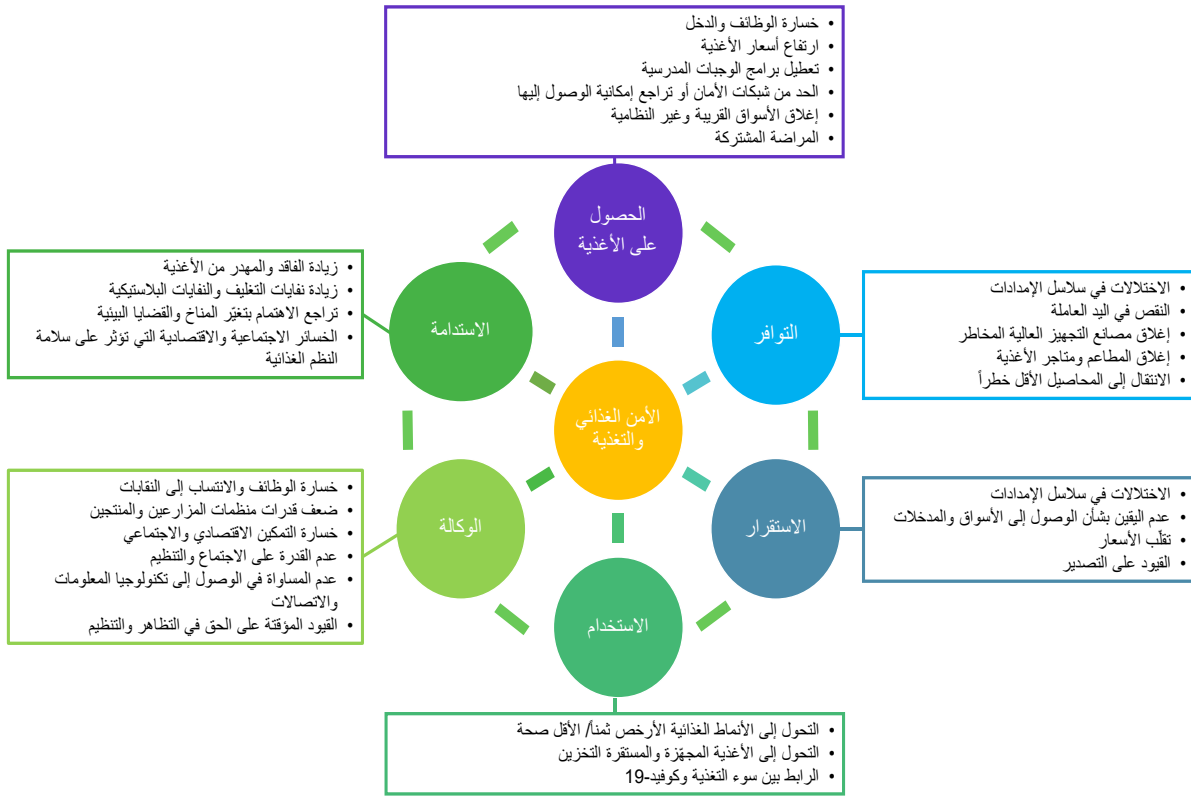 • خسارة الوظائف والدخل
• ارتفاع أسعار الأغذية
• تعطيل برامج الوجبات المدرسية
• الحد من شبكات الأمان أو تراجع إمكانية الوصول إليها
• إغلاق الأسواق القريبة وغير النظامية
• المراضة المشتركة
الحصول
على الأغذية
• الاختلالات في سلاسل الإمدادات
• النقص في اليد العاملة
• إغلاق مصانع التجهيز العالية المخاطر
• إغلاق المطاعم ومتاجر الأغذية
• الانتقال إلى المحاصيل الأقل خطراً
التوافر
• زيادة الفاقد والمهدر من الأغذية
• زيادة نفايات التغليف والنفايات البلاستيكية
• تراجع الاهتمام بتغيّر المناخ والقضايا البيئية
• الخسائر الاجتماعية والاقتصادية التي تؤثر على سلامة
النظم الغذائية
الاستدامة
الأمن الغذائي
والتغذية
• الاختلالات في سلاسل الإمدادات
• عدم اليقين بشأن الوصول إلى الأسواق والمدخلات
• تقلّب الأسعار
• القيود على التصدير
الاستقرار
• خسارة الوظائف والانتساب إلى النقابات
• ضعف قدرات منظمات المزارعين والمنتجين
• خسارة التمكين الاقتصادي والاجتماعي
• عدم القدرة على الاجتماع والتنظيم
• عدم المساواة في الوصول إلى تكنولوجيا المعلومات
والاتصالات
• القيود المؤقتة على الحق في التظاهر والتنظيم
الوكالة
الاستخدام
• التحول إلى الأنماط الغذائية الأرخص ثمناً/ الأقل صحة
• التحول إلى الأغذية المجهّزة والمستقرة التخزين
• الرابط بين سوء التغذية وكوفيد-19